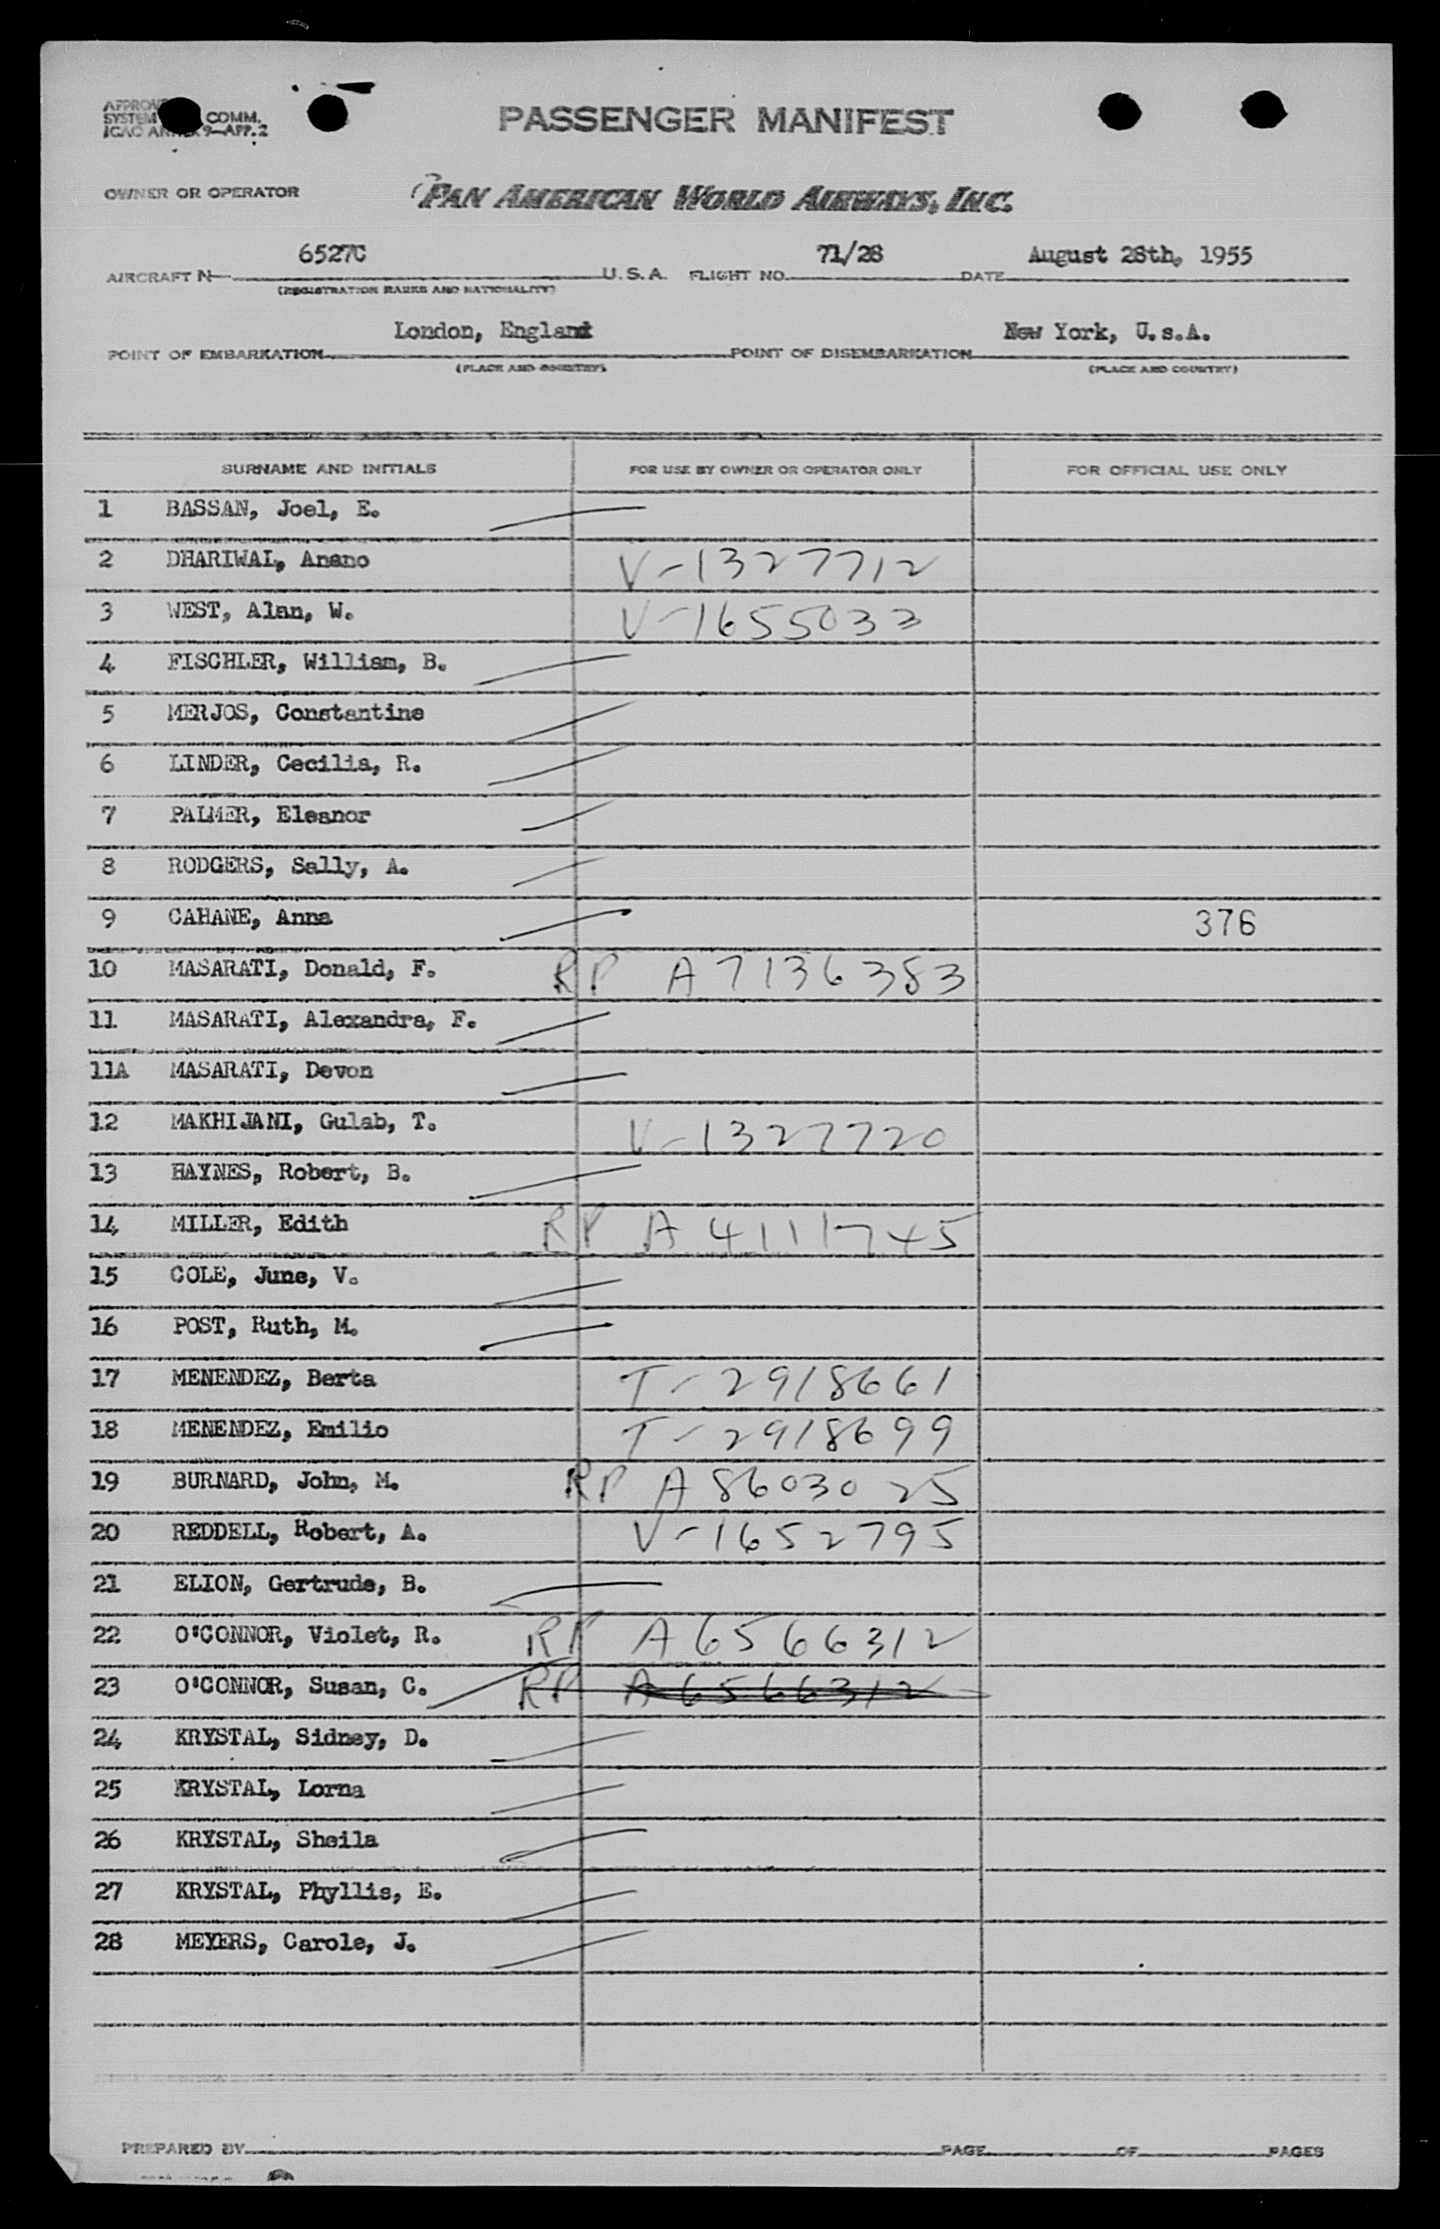 PASSENGER MANIFEST
OWNER OR OPERATOR PAN AMERICAN WORLD AIRWAYS, INC.
AIRCRAFT N 6527C U.S.A. FLIGHT NO. 71/28 DATE August 28th, 1955
(REGISTRATION MARKS AND NATIONALITY)
POINT OF EMBARKATION London, England POINT OF DISEMBARKATION New York, U.s.A.
(PLACE AND COUNTRY) (PLACE AND COUNTRY)
SURNAME AND INITIALS FOR USE BY OWNER OR OPERATOR ONLY FOR OFFICIAL USE ONLY
1 BASSAN, Joel, E.
2 DHARIWAL, Anano V-1327712
3 WEST, Alan, W. V-1655033
4 FISCHLER, William, B.
5 MERJOS, Constantine
6 LINDER, Cecilia, R.
7 PALMER, Eleanor
8 RODGERS, Sally, A.
9 CAHANE, Anna 376
10 MASARATI, Donald, F. RP A7136383
11 MASARATI, Alexandra, F.
11A MASARATI, Devon
12 MAKHIJANI, Gulab, T. V-1327720
13 HAYNES, Robert, B.
14 MILLER, Edith RP A4111745
15 COLE, June, V.
16 POST, Ruth, M.
17 MENENDEZ, Berta T-2918661
18 MENENDEZ, Emilio T-2918699
19 BURNARD, John, M. RP A8603025
20 REDDELL, Robert, A. V-1652795
21 ELION, Gertrude, B.
22 O'CONNOR, Violet, R. RP A6566312
23 O'CONNOR, Susan, C. RP A6566312
24 KRYSTAL, Sidney, D.
25 KRYSTAL, Lorna
26 KRYSTAL, Sheila
27 KRYSTAL, Phyllis, E.
28 MEYERS, Carole, J.
PREPARED BY PAGE OF PAGES